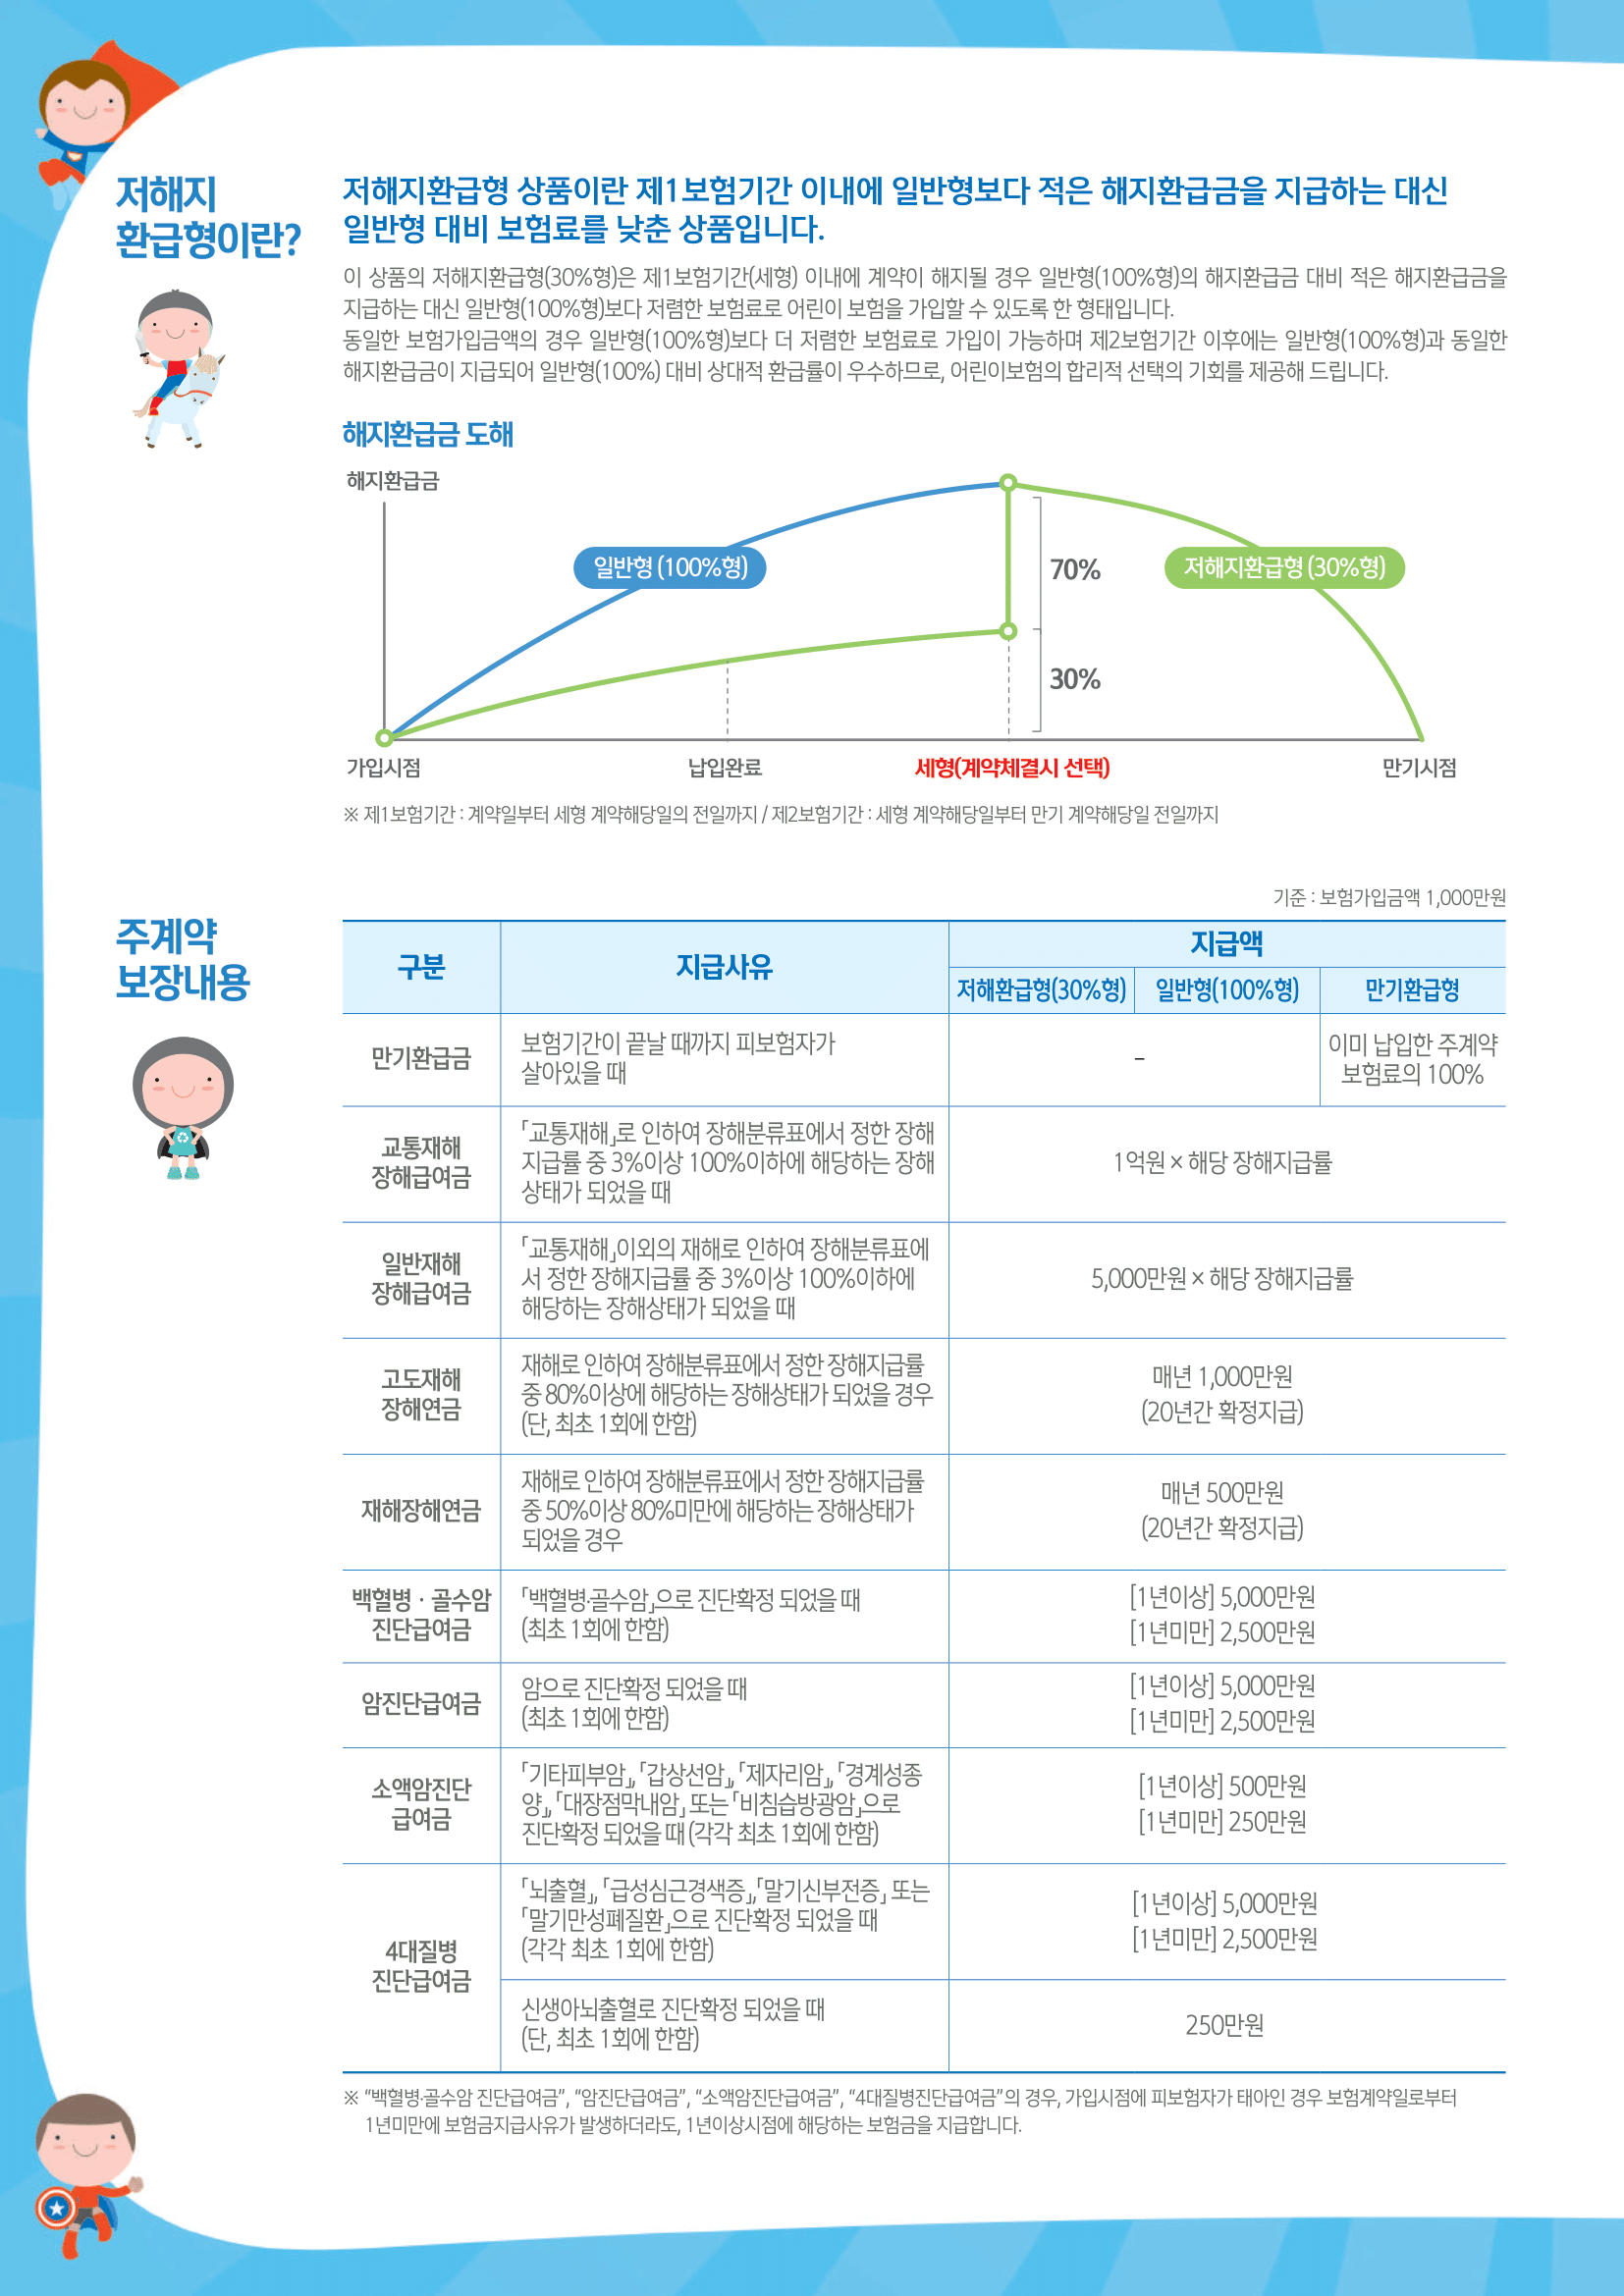 저해지
환급형이란?
저해지환급형 상품이란 제1보험기간 이내에 일반형보다 적은 해지환급금을 지급하는 대신
일반형 대비 보험료를 낮춘 상품입니다.
이 상품의 저해지환급형(30%형)은 제1보험기간(세형) 이내에 계약이 해지될 경우 일반형(100%형)의 해지환급금 대비 적은 해지환급금을
지급하는 대신 일반형(100%형)보다 저렴한 보험료로 어린이 보험을 가입할 수 있도록 한 형태입니다.
동일한 보험가입금액의 경우 일반형(100%형)보다 더 저렴한 보험료로 가입이 가능하며 제2보험기간 이후에는 일반형(100%형)과 동일한
해지환급금이 지급되어 일반형(100%) 대비 상대적 환급률이 우수하므로, 어린이보험의 합리적 선택의 기회를 제공해 드립니다.
해지환급금 도해
해지환급금
일반형 (100%형)
70%
저해지환급형 (30%형)
30%
가입시점
납입완료
세형(계약체결시 선택)
만기시점
※ 제1보험기간 : 계약일부터 세형 계약해당일의 전일까지 / 제2보험기간 : 세형 계약해당일부터 만기 계약해당일 전일까지
주계약
보장내용
기준 : 보험가입금액 1,000만원
구분
지급사유
지급액
저해환급형(30%형)
일반형(100%형)
만기환급형
만기환급금
보험기간이 끝날 때까지 피보험자가
살아있을 때
–
이미 납입한 주계약
보험료의 100%
교통재해
장해급여금
「교통재해」로 인하여 장해분류표에서 정한 장해
지급률 중 3%이상 100%이하에 해당하는 장해
상태가 되었을 때
1억원 × 해당 장해지급률
일반재해
장해급여금
「교통재해」이외의 재해로 인하여 장해분류표에
서 정한 장해지급률 중 3%이상 100%이하에
해당하는 장해상태가 되었을 때
5,000만원 × 해당 장해지급률
고도재해
장해연금
재해로 인하여 장해분류표에서 정한 장해지급률
중 80%이상에 해당하는 장해상태가 되었을 경우
(단, 최초 1회에 한함)
매년 1,000만원
(20년간 확정지급)
재해장해연금
재해로 인하여 장해분류표에서 정한 장해지급률
중 50%이상 80%미만에 해당하는 장해상태가
되었을 경우
매년 500만원
(20년간 확정지급)
백혈병 · 골수암
진단급여금
「백혈병·골수암」으로 진단확정 되었을 때
(최초 1회에 한함)
[1년이상] 5,000만원
[1년미만] 2,500만원
암진단급여금
암으로 진단확정 되었을 때
(최초 1회에 한함)
[1년이상] 5,000만원
[1년미만] 2,500만원
소액암진단
급여금
「기타피부암」, 「갑상선암」, 「제자리암」, 「경계성종
양」, 「대장점막내암」 또는 「비침습방광암」으로
진단확정 되었을 때 (각각 최초 1회에 한함)
[1년이상] 500만원
[1년미만] 250만원
4대질병
진단급여금
「뇌출혈」, 「급성심근경색증」, 「말기신부전증」 또는
「말기만성폐질환」으로 진단확정 되었을 때
(각각 최초 1회에 한함)
[1년이상] 5,000만원
[1년미만] 2,500만원
신생아뇌출혈로 진단확정 되었을 때
(단, 최초 1회에 한함)
250만원
※ “백혈병·골수암 진단급여금”, “암진단급여금”, “소액암진단급여금”, “4대질병진단급여금”의 경우, 가입시점에 피보험자가 태아인 경우 보험계약일로부터
1년미만에 보험금지급사유가 발생하더라도, 1년이상시점에 해당하는 보험금을 지급합니다.